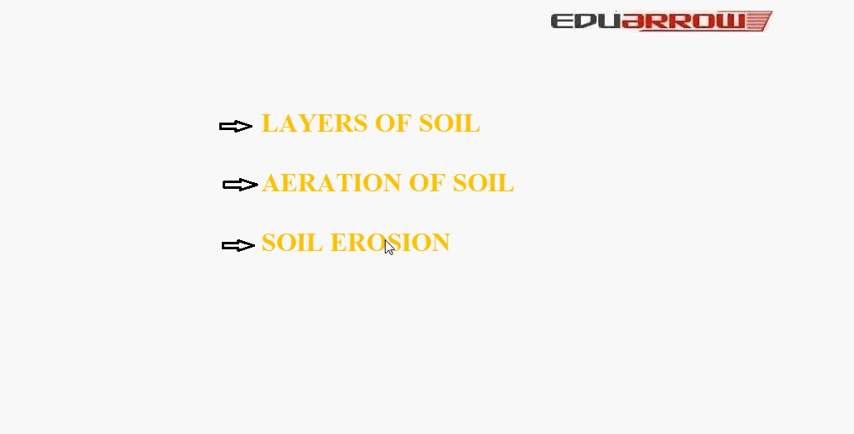 EDUARROW
LAYERS OF SOIL
AERATION OF SOIL
SOIL EROSION